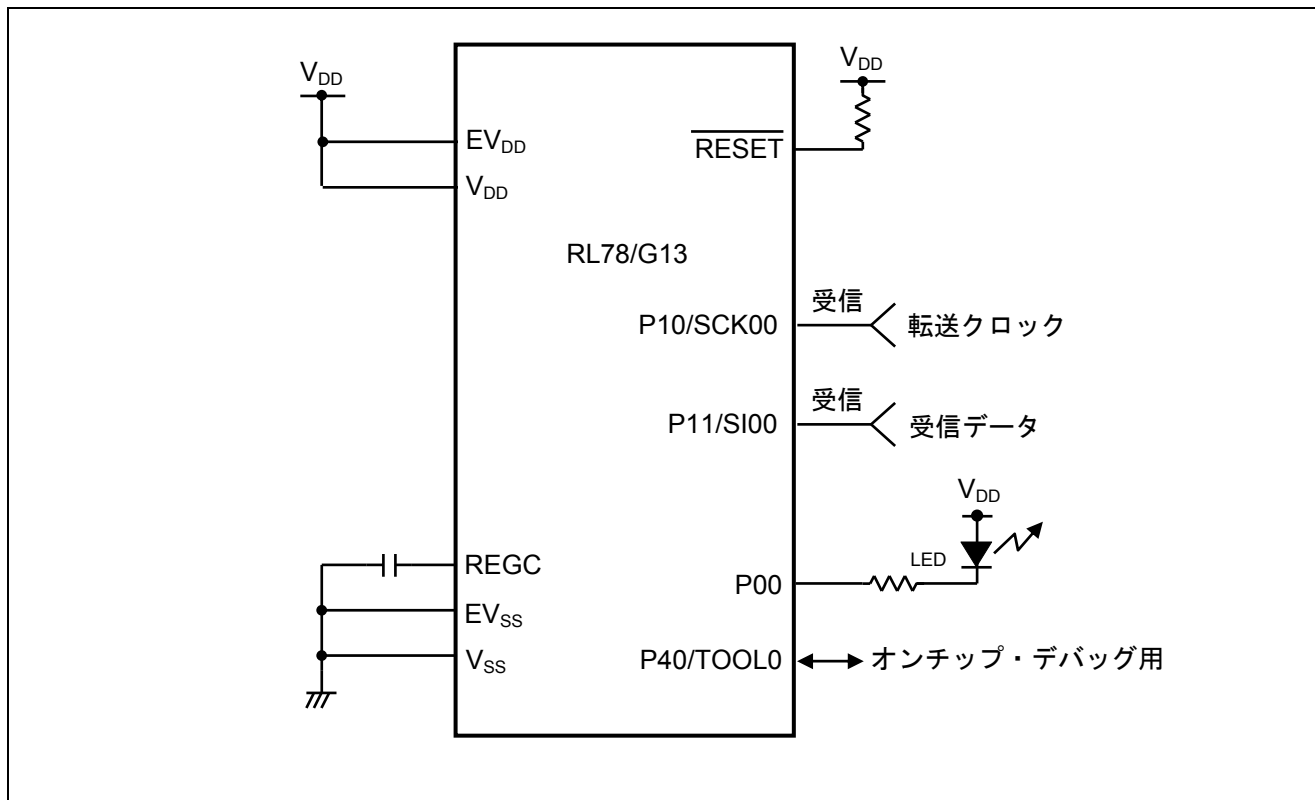 VDD
VDD
EVDD
RESET
VDD
RL78/G13
受信
P10/SCK00
転送クロック
受信
P11/SI00
受信データ
VDD
REGC
LED
P00
EVSS
VSS
P40/TOOL0
オンチップ・デバッグ用